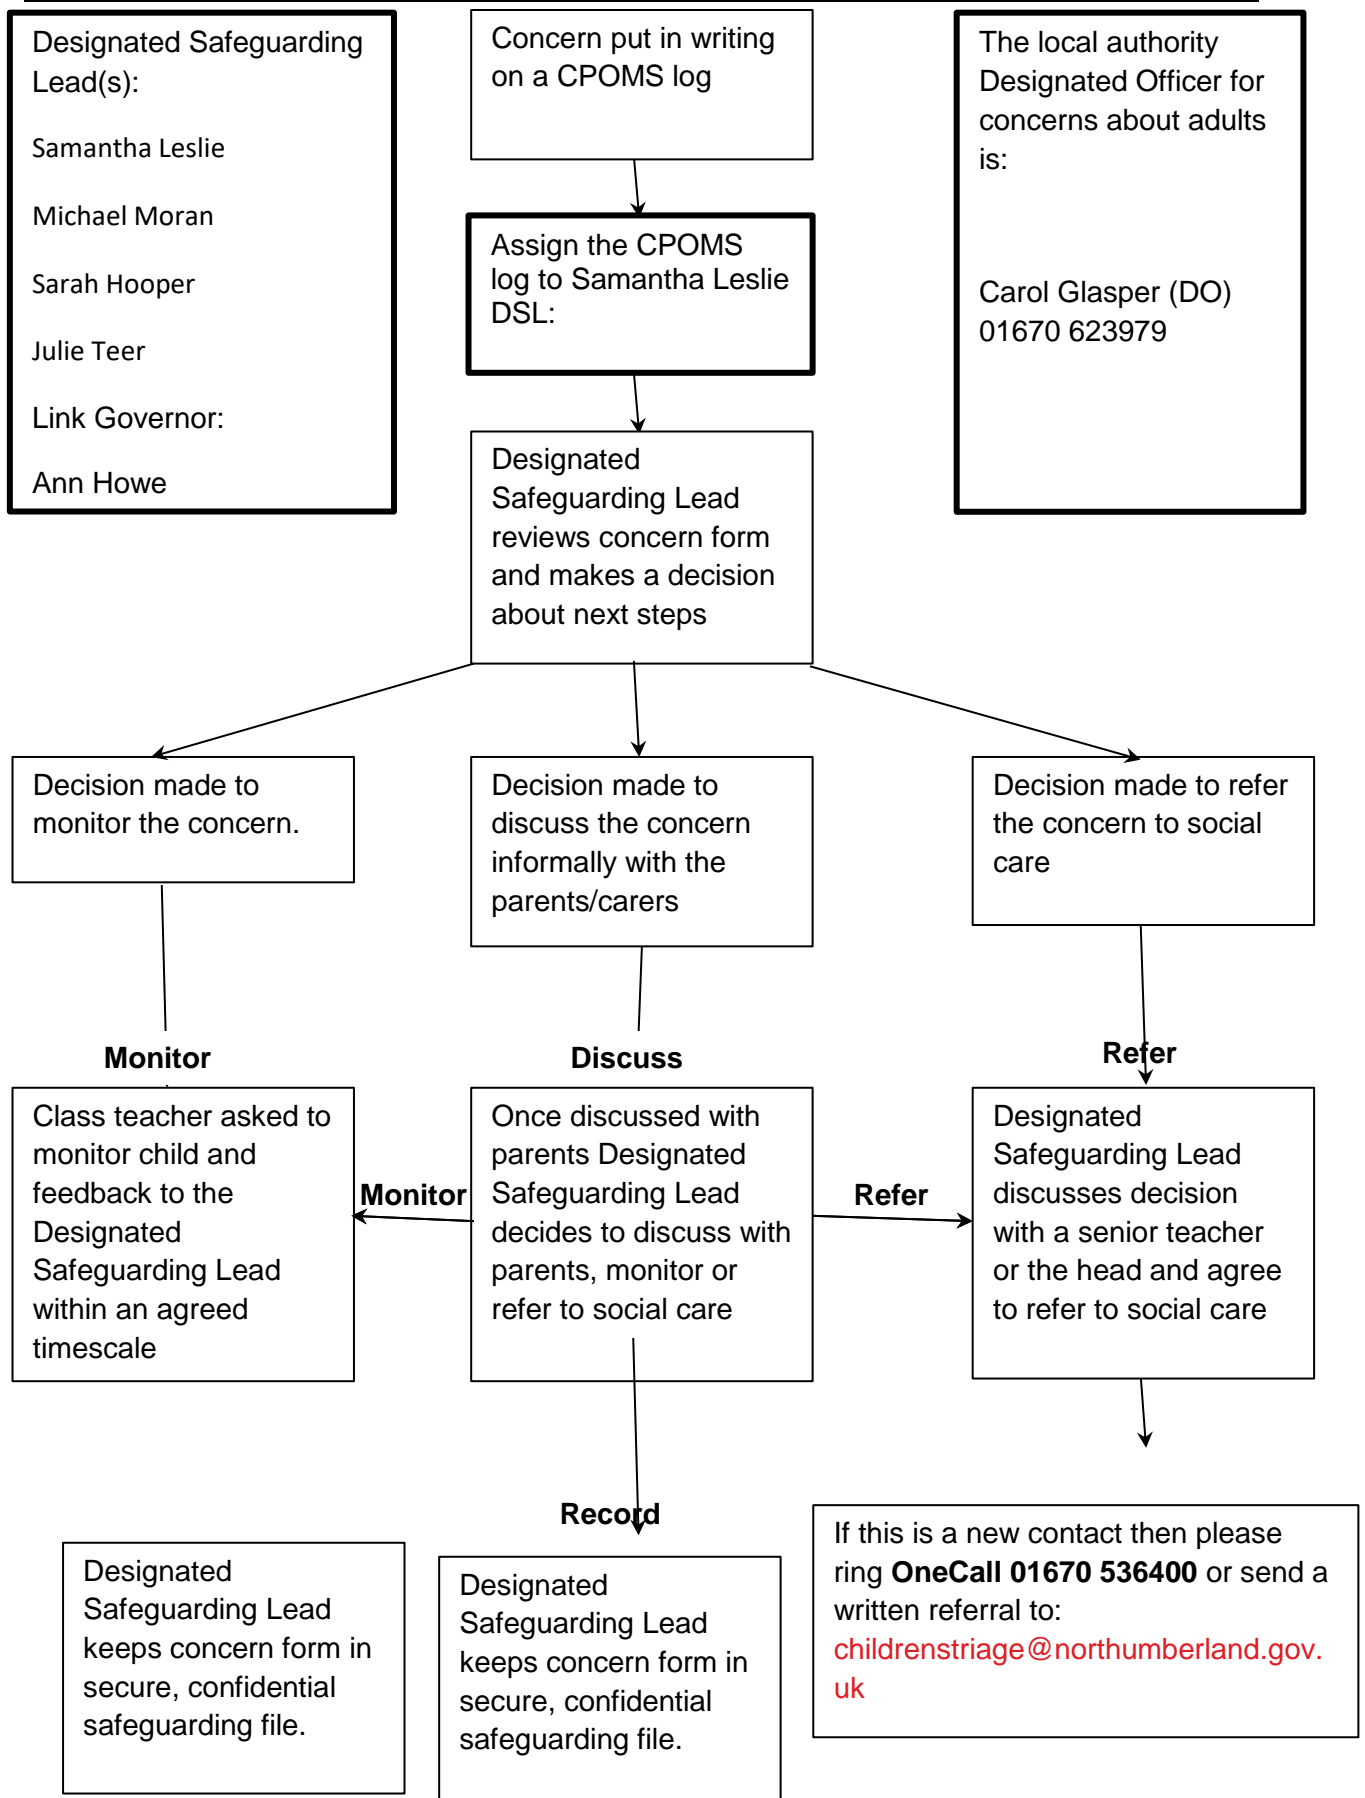 Designated Safeguarding
Lead(s):
Samantha Leslie
Michael Moran
Sarah Hooper
Julie Teer
Link Governor:
Ann Howe
Concern put in writing
on a CPOMS log
The local authority
Designated Officer for
concerns about adults
is:
Carol Glasper (DO)
01670 623979
Assign the CPOMS
log to Samantha Leslie
DSL:
Designated
Safeguarding Lead
reviews concern form
and makes a decision
about next steps
Decision made to
monitor the concern.
Decision made to
discuss the concern
informally with the
parents/carers
Decision made to refer
the concern to social
care
Monitor
Discuss
Refer
Class teacher asked to
monitor child and
feedback to the
Designated
Safeguarding Lead
within an agreed
timescale
Monitor
Once discussed with
parents Designated
Safeguarding Lead
decides to discuss with
parents, monitor or
refer to social care
Refer
Designated
Safeguarding Lead
discusses decision
with a senior teacher
or the head and agree
to refer to social care
Record
Designated
Safeguarding Lead
keeps concern form in
secure, confidential
safeguarding file.
Designated
Safeguarding Lead
keeps concern form in
secure, confidential
safeguarding file.
If this is a new contact then please
ring OneCall 01670 536400 or send a
written referral to:
childrenstriage@northumberland.gov.
uk